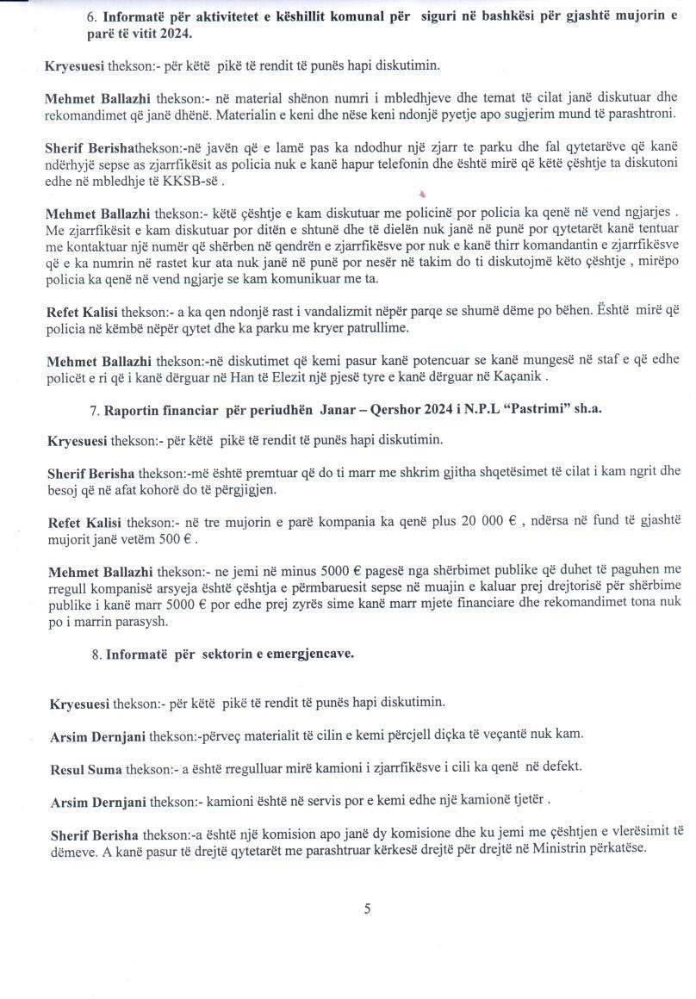 6. Informatë për aktivitetet e këshillit komunal për siguri në bashkësi për gjashtë mujorin e
parë të vitit 2024.
Kryesuesi thekson:- për këtë pikë të rendit të punës hapi diskutimin.
Mehmet Ballazhi thekson:- në material shënon numri i mbledhjeve dhe temat të cilat janë diskutuar dhe
rekomandimet që janë dhënë. Materialin e keni dhe nëse keni ndonjë pyetje apo sugjerim mund të parashtroni.
Sherif Berishathekson:-në javën që e lamë pas ka ndodhur një zjarr te parku dhe fal qytetarëve që kanë
ndërhyjë sepse as zjarrfikësit as policia nuk e kanë hapur telefonin dhe është mirë që këtë çështje ta diskutoni
edhe në mbledhje të KKSB-së .
Mehmet Ballazhi thekson:- këtë çështje e kam diskutuar me policinë por policia ka qenë në vend ngjarjes .
Me zjarrfikësit e kam diskutuar por ditën e shtunë dhe të dielën nuk janë në punë por qytetarët kanë tentuar
me kontaktuar një numër që shërben në qendrën e zjarrfikësve por nuk e kanë thirr komandantin e zjarrfikësve
që e ka numrin në rastet kur ata nuk janë në punë por nesër në takim do ti diskutojmë këto çështje , mirëpo
policia ka qenë në vend ngjarje se kam komunikuar me ta.
Refet Kalisi thekson:- a ka qen ndonjë rast i vandalizmit nëpër parqe se shumë dëme po bëhen. Është mirë që
policia në këmbë nëpër qytet dhe ka parku me kryer patrullime.
Mehmet Ballazhi thekson:-në diskutimet që kemi pasur kanë potencuar se kanë mungesë në staf e që edhe
policët e ri që i kanë dërguar në Han të Elezit një pjesë tyre e kanë dërguar në Kaçanik .
7. Raportin financiar për periudhën Janar – Qershor 2024 i N.P.L “Pastrimi” sh.a.
Kryesuesi thekson:- për këtë pikë të rendit të punës hapi diskutimin.
Sherif Berisha thekson:-më është premtuar që do ti marr me shkrim gjitha shqetësimet të cilat i kam ngrit dhe
besoj që në afat kohorë do të përgjigjen.
Refet Kalisi thekson:- në tre mujorin e parë kompania ka qenë plus 20 000 € , ndërsa në fund të gjashtë
mujorit janë vetëm 500 € .
Mehmet Ballazhi thekson:- ne jemi në minus 5000 € pagesë nga shërbimet publike që duhet të paguhen me
rregull kompanisë arsyeja është çështja e përmbaruesit sepse në muajin e kaluar prej drejtorisë për shërbime
publike i kanë marr 5000 € por edhe prej zyrës sime kanë marr mjete financiare dhe rekomandimet tona nuk
po i marrin parasysh.
8. Informatë për sektorin e emergjencave.
Kryesuesi thekson:- për këtë pikë të rendit të punës hapi diskutimin.
Arsim Dernjani thekson:-përveç materialit të cilin e kemi përcjell diçka të veçantë nuk kam.
Resul Suma thekson:- a është rregulluar mirë kamioni i zjarrfikësve i cili ka qenë në defekt.
Arsim Dernjani thekson:- kamioni është në servis por e kemi edhe një kamionë tjetër .
Sherif Berisha thekson:-a është një komision apo janë dy komisione dhe ku jemi me çështjen e vlerësimit të
dëmeve. A kanë pasur të drejtë qytetarët me parashtruar kërkesë drejtë për drejtë në Ministrin përkatëse.
5